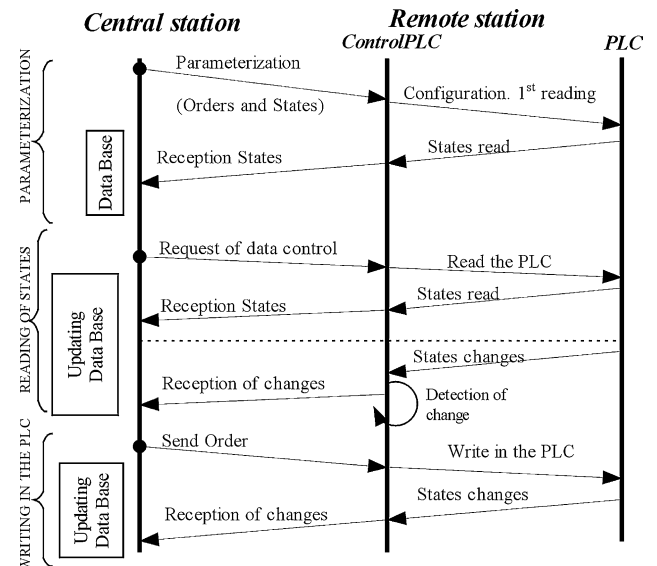 Central station
Remote station
ControlPLC
PLC
PARAMETERIZATION
Parameterization
(Orders and States)
Configuration. 1st reading
States read
Reception States
Data Base
READING OF STATES
Request of data control
Read the PLC
States read
Reception States
Updating
Data Base
States changes
Reception of changes
Detection of
change
WRITING IN THE PLC
Send Order
Write in the PLC
States changes
Reception of changes
Updating
Data Base